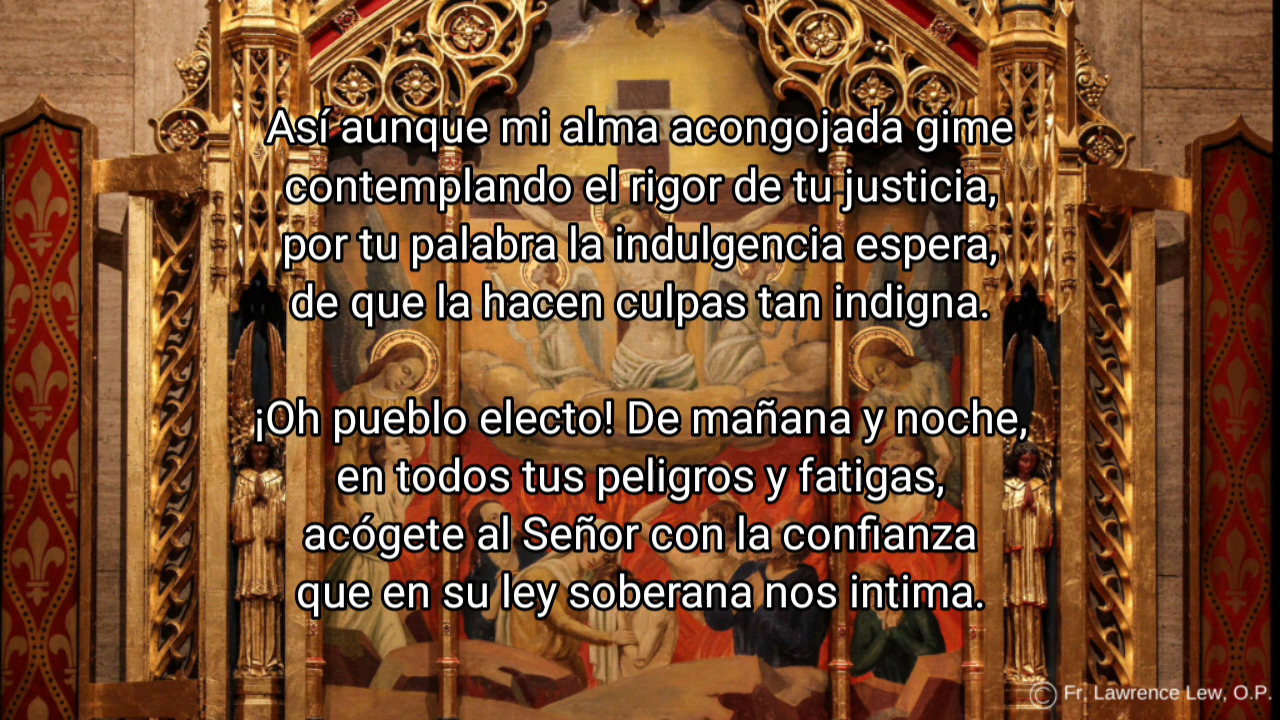 Así aunque mi alma acongojada gime
contemplando el rigor de tu justicia,
por tu palabra la indulgencia espera,
de que la hacen culpas tan indigna.
¡Oh pueblo electo! De mañana y noche,
en todos tus peligros y fatigas,
acógete al Señor con la confianza
que en su ley soberana nos intima.
© Fr. Lawrence Lew, O.P.